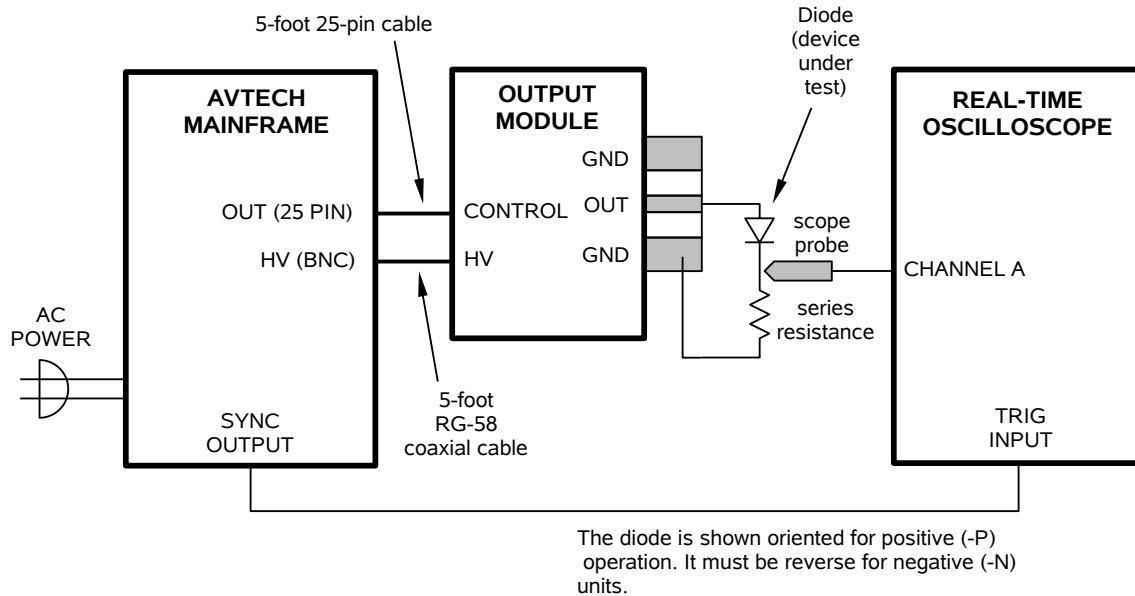 5-foot 25-pin cable
Diode
(device
under
test)
AVTECH
MAINFRAME
OUTPUT
MODULE
REAL-TIME
OSCILLOSCOPE
GND
OUT (25 PIN)
CONTROL
OUT
HV (BNC)
HV
GND
scope
probe
CHANNEL A
series
resistance
AC
POWER
5-foot
RG-58
coaxial cable
SYNC
OUTPUT
TRIG
INPUT
The diode is shown oriented for positive (-P)
operation. It must be reverse for negative (-N)
units.